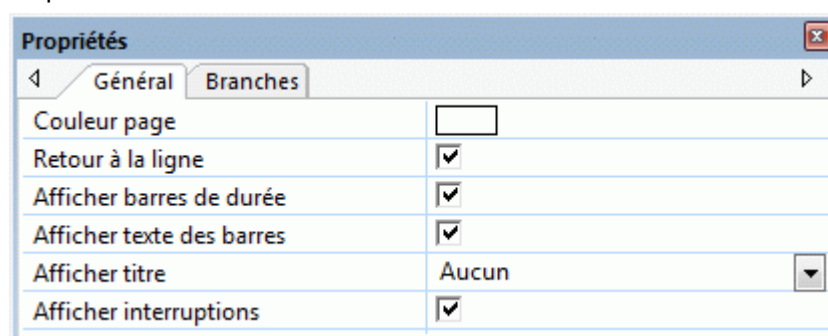 Propriétés
Général Branches
Couleur page
Retour à la ligne
Afficher barres de durée
Afficher texte des barres
Afficher titre Aucun
Afficher interruptions